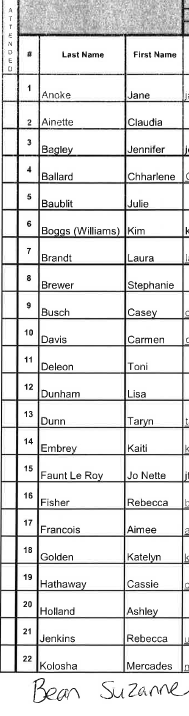 ATTENDED
# Last Name First Name
1 Anoke Jane
2 Ainette Claudia
3 Bagley Jennifer
4 Ballard Chharlene
5 Baublit Julie
6 Boggs (Williams) Kim
7 Brandt Laura
8 Brewer Stephanie
9 Busch Casey
10 Davis Carmen
11 Deleon Toni
12 Dunham Lisa
13 Dunn Taryn
14 Embrey Kaiti
15 Faunt Le Roy Jo Nette
16 Fisher Rebecca
17 Francois Aimee
18 Golden Katelyn
19 Hathaway Cassie
20 Holland Ashley
21 Jenkins Rebecca
22 Kolosha Mercades
Bean Suzanne